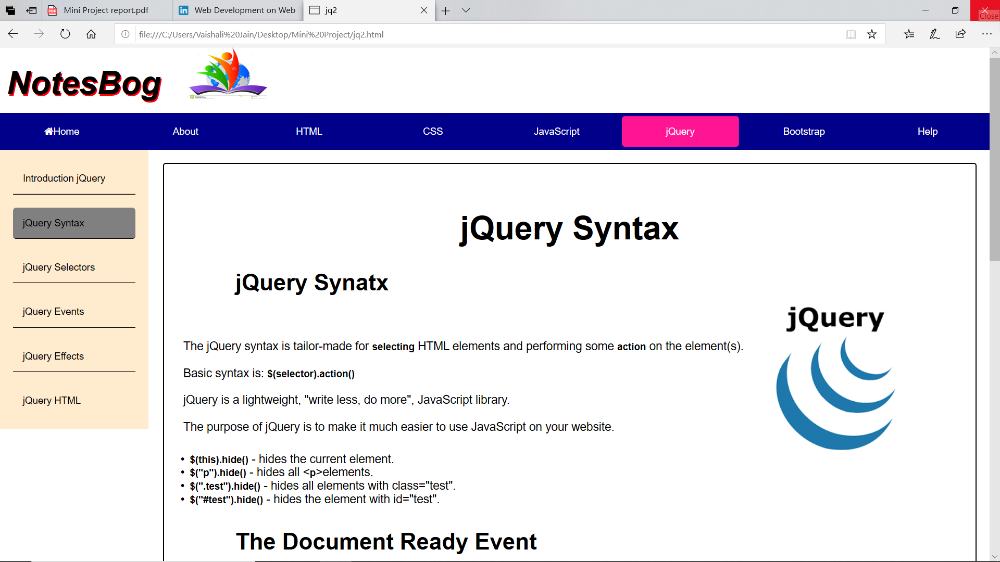 Mini Project report.pdf
Web Development on Web
jq2
Close
file:///C:/Users/Vaishali%20Jain/Desktop/Mini%20Project/jq2.html
NotesBog
Home About HTML CSS JavaScript jQuery Bootstrap Help
Introduction jQuery
jQuery Syntax
jQuery Selectors
jQuery Events
jQuery Effects
jQuery HTML
jQuery Syntax
jQuery Synatx
jQuery
The jQuery syntax is tailor-made for selecting HTML elements and performing some action on the element(s).
Basic syntax is: $(selector).action()
jQuery is a lightweight, "write less, do more", JavaScript library.
The purpose of jQuery is to make it much easier to use JavaScript on your website.
• $(this).hide() - hides the current element.
• $("p").hide() - hides all <p>elements.
• $(".test").hide() - hides all elements with class="test".
• $("#test").hide() - hides the element with id="test".
The Document Ready Event